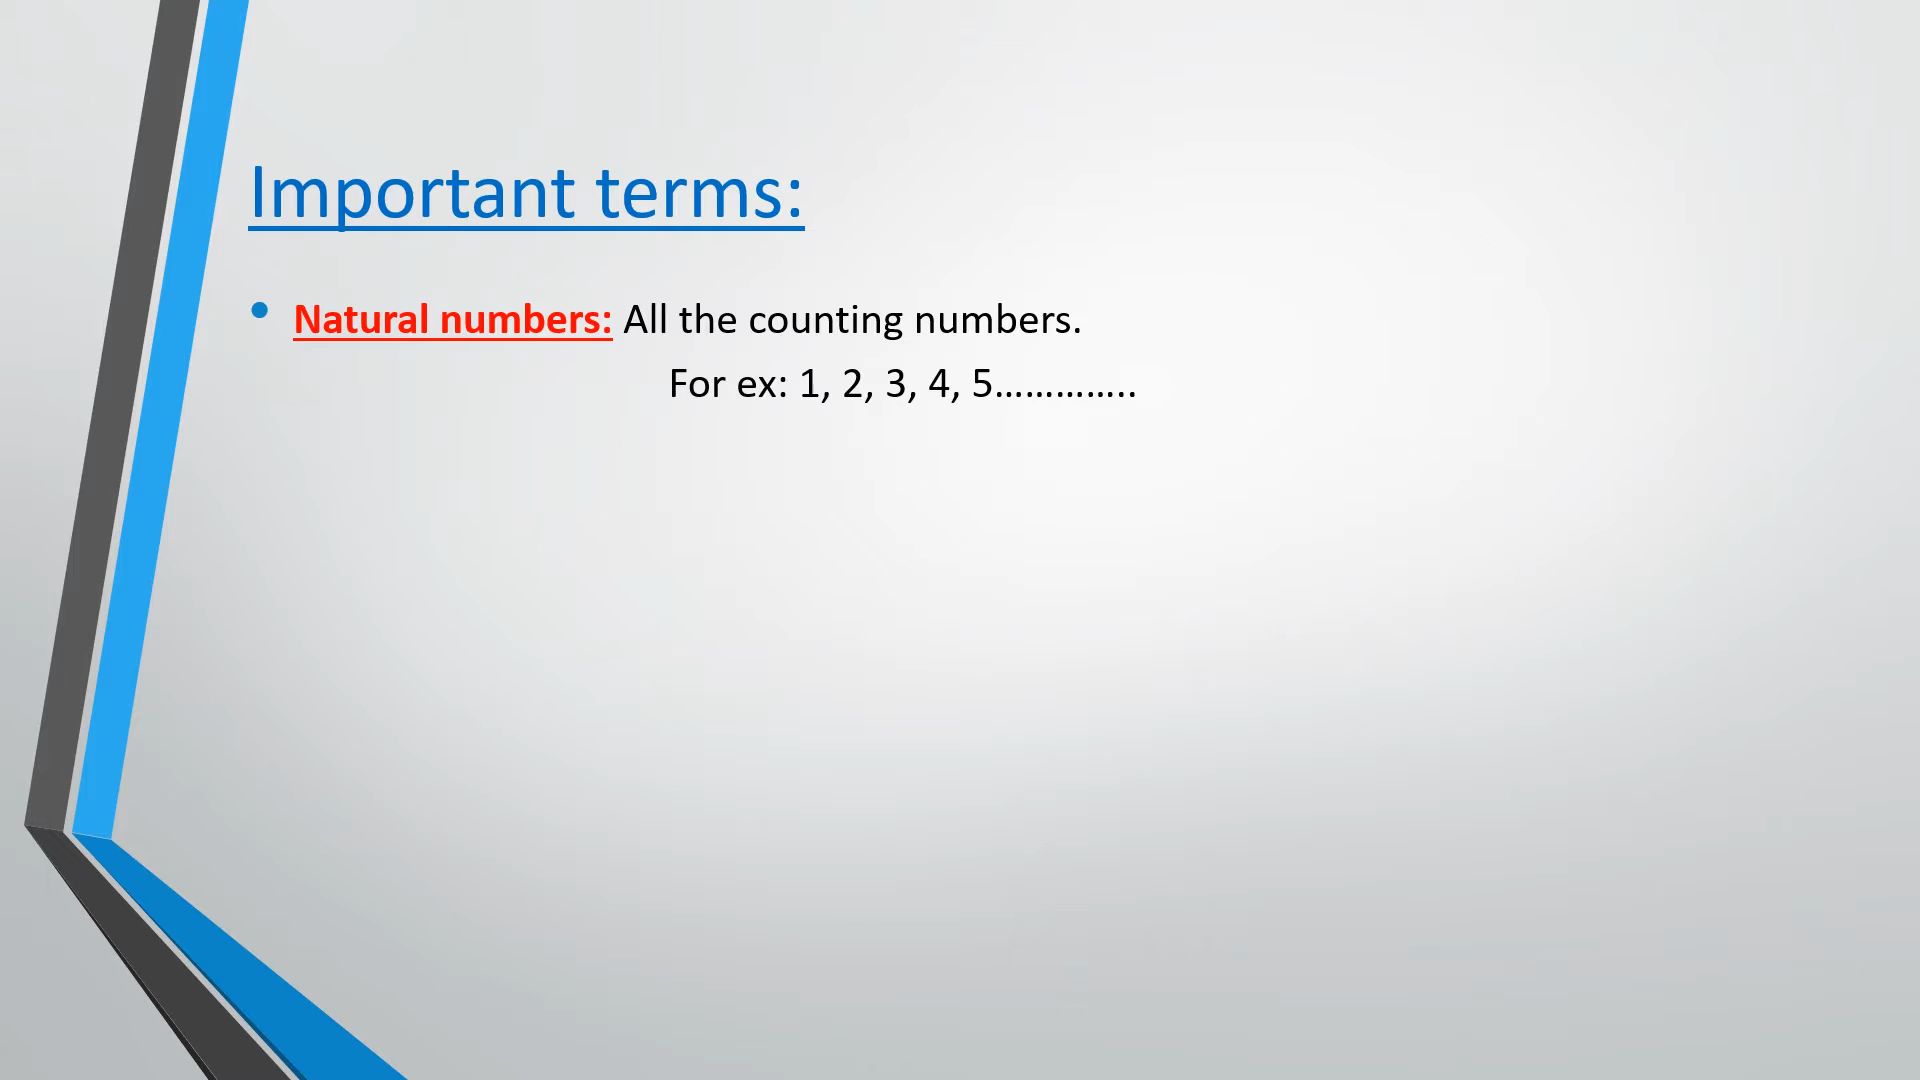 Important terms:
• Natural numbers: All the counting numbers.
For ex: 1, 2, 3, 4, 5…………..